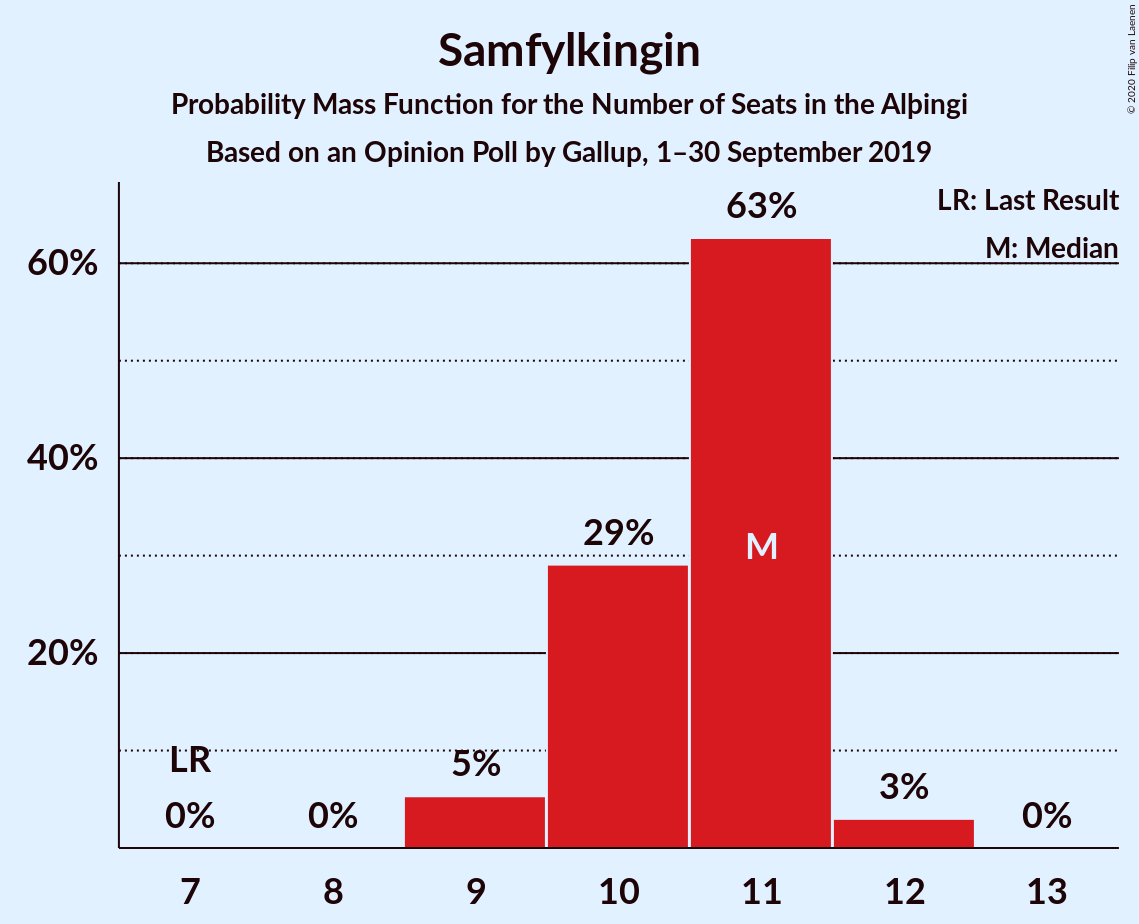 Samfylkingin
Probability Mass Function for the Number of Seats in the Alþingi
Based on an Opinion Poll by Gallup, 1–30 September 2019
© 2020 Filip van Laenen
LR: Last Result
M: Median
63%
60%
40%
29%
M
20%
LR
5%
3%
0%
0%
0%
7
8
9
10
11
12
13